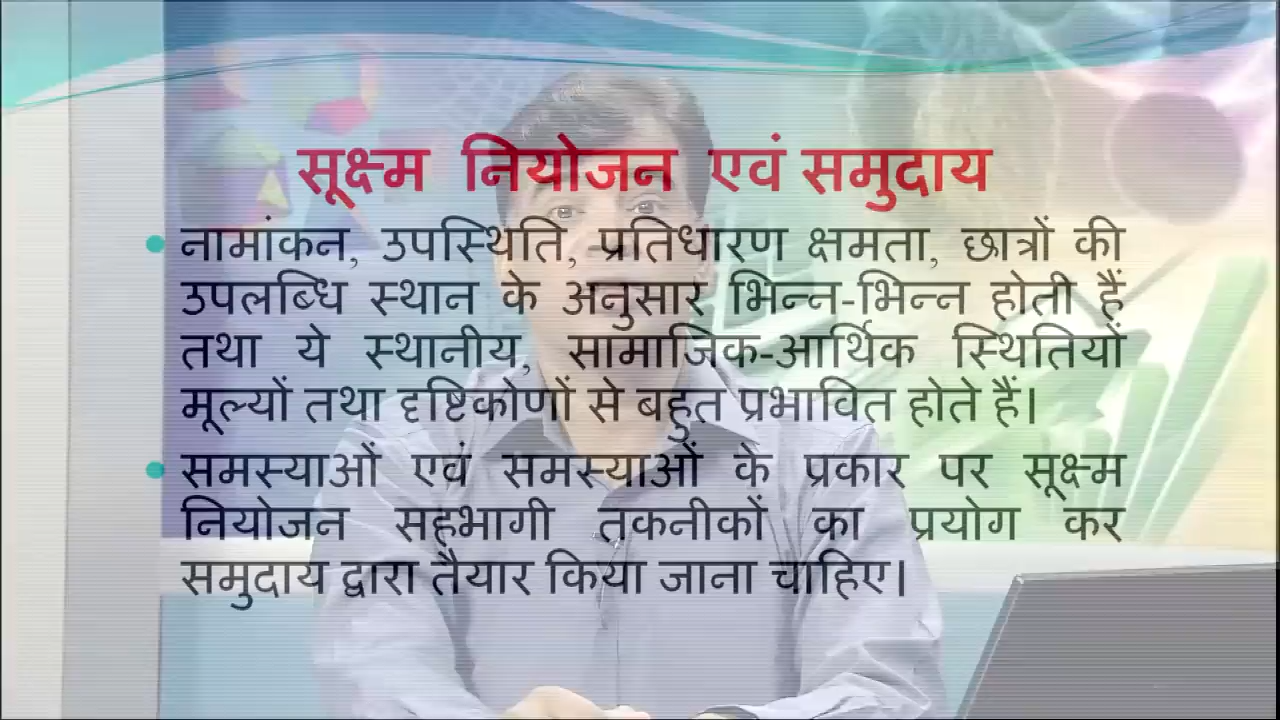 सूक्ष्म नियोजन एवं समुदाय
नामांकन, उपस्थिति, प्रतिधारण क्षमता, छात्रों की
उपलब्धि स्थान के अनुसार भिन्न-भिन्न होती हैं
तथा ये स्थानीय, सामाजिक-आर्थिक स्थितियों
मूल्यों तथा दृष्टिकोणों से बहुत प्रभावित होते हैं।
समस्याओं एवं समस्याओं के प्रकार पर सूक्ष्म
नियोजन सहभागी तकनीकों का प्रयोग कर
समुदाय द्वारा तैयार किया जाना चाहिए।